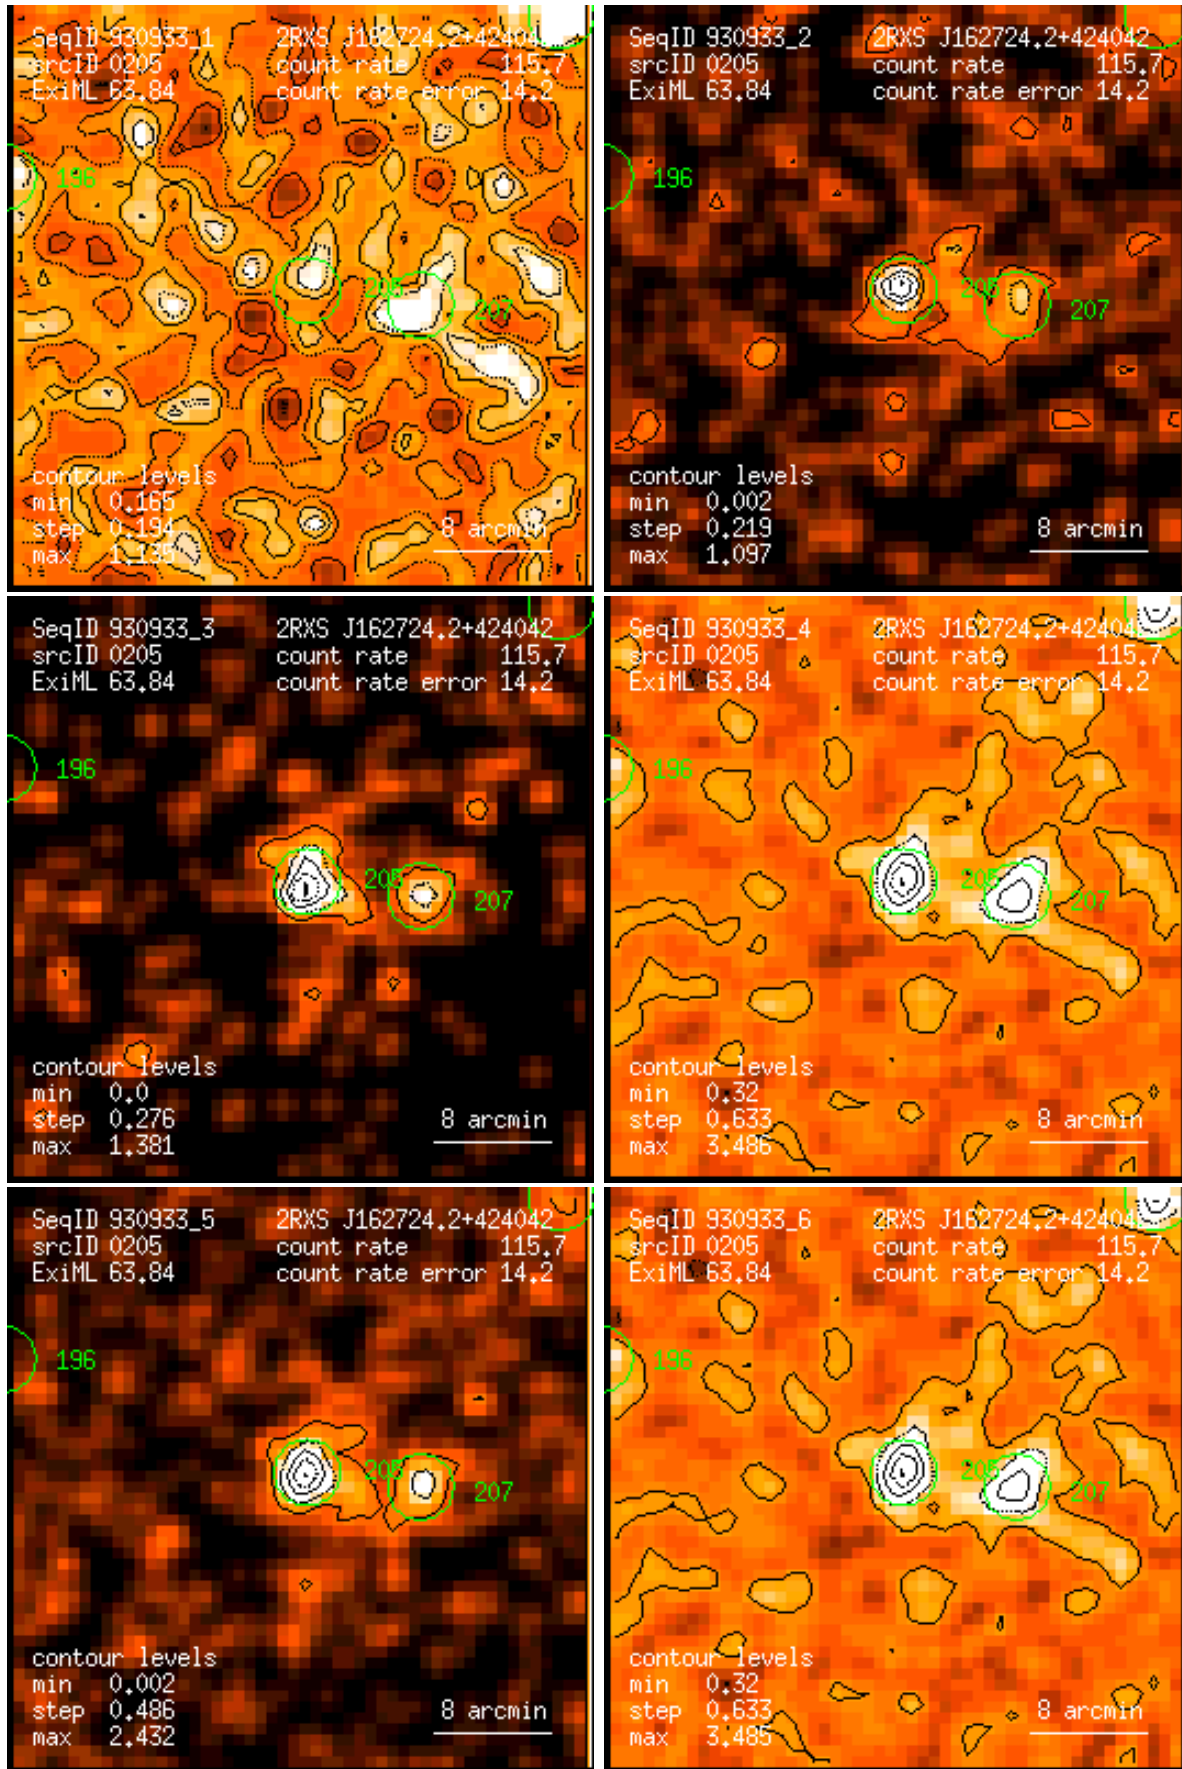 SeqID 930933_1 2RXS J162724.2+424042
srcID 0205 count rate 115.7
ExiML 63.84 count rate error 14.2
196
205
207
contour levels
min 0.165
step 0.194
max 1.135
8 arcmin
SeqID 930933_2 2RXS J162724.2+424042
srcID 0205 count rate 115.7
ExiML 63.84 count rate error 14.2
196
205
207
contour levels
min 0.002
step 0.219
max 1.097
8 arcmin
SeqID 930933_3 2RXS J162724.2+424042
srcID 0205 count rate 115.7
ExiML 63.84 count rate error 14.2
196
205
207
contour levels
min 0.0
step 0.276
max 1.381
8 arcmin
SeqID 930933_4 2RXS J162724.2+424042
srcID 0205 count rate 115.7
ExiML 63.84 count rate error 14.2
196
205
207
contour levels
min 0.32
step 0.633
max 3.486
8 arcmin
SeqID 930933_5 2RXS J162724.2+424042
srcID 0205 count rate 115.7
ExiML 63.84 count rate error 14.2
196
205
207
contour levels
min 0.002
step 0.486
max 2.432
8 arcmin
SeqID 930933_6 2RXS J162724.2+424042
srcID 0205 count rate 115.7
ExiML 63.84 count rate error 14.2
196
205
207
contour levels
min 0.32
step 0.633
max 3.485
8 arcmin